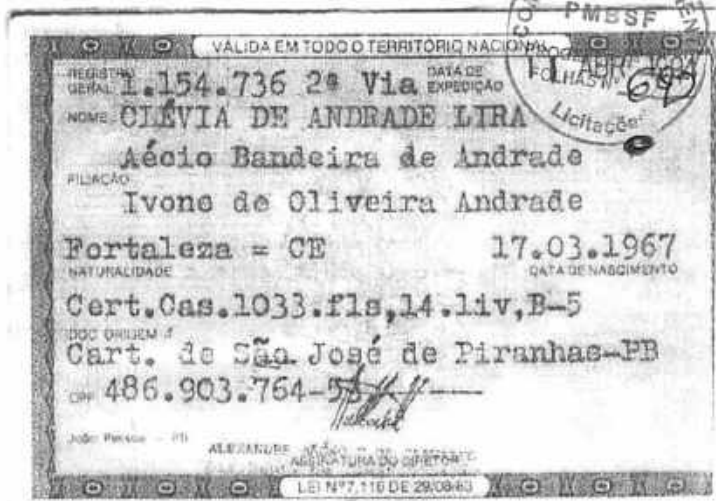 PMBSF
FOLHAS Nº 692
Licitações
VÁLIDA EM TODO O TERRITÓRIO NACIONAL
REGISTRO GERAL 1.154.736 2ª Via DATA DE EXPEDIÇÃO
NOME CLÉVIA DE ANDRADE LIRA
Aécio Bandeira de Andrade
FILIAÇÃO
Ivone de Oliveira Andrade
Fortaleza = CE 17.03.1967
NATURALIDADE DATA DE NASCIMENTO
Cert.Cas.1033.fls,14.liv,B-5
DOC ORIGEM
Cart. de São José de Piranhas-PB
CPF 486.903.764-
João Pessoa - PB
ALEXANDRE
ASSINATURA DO DIRETOR
LEI Nº 7.116 DE 29/08/83